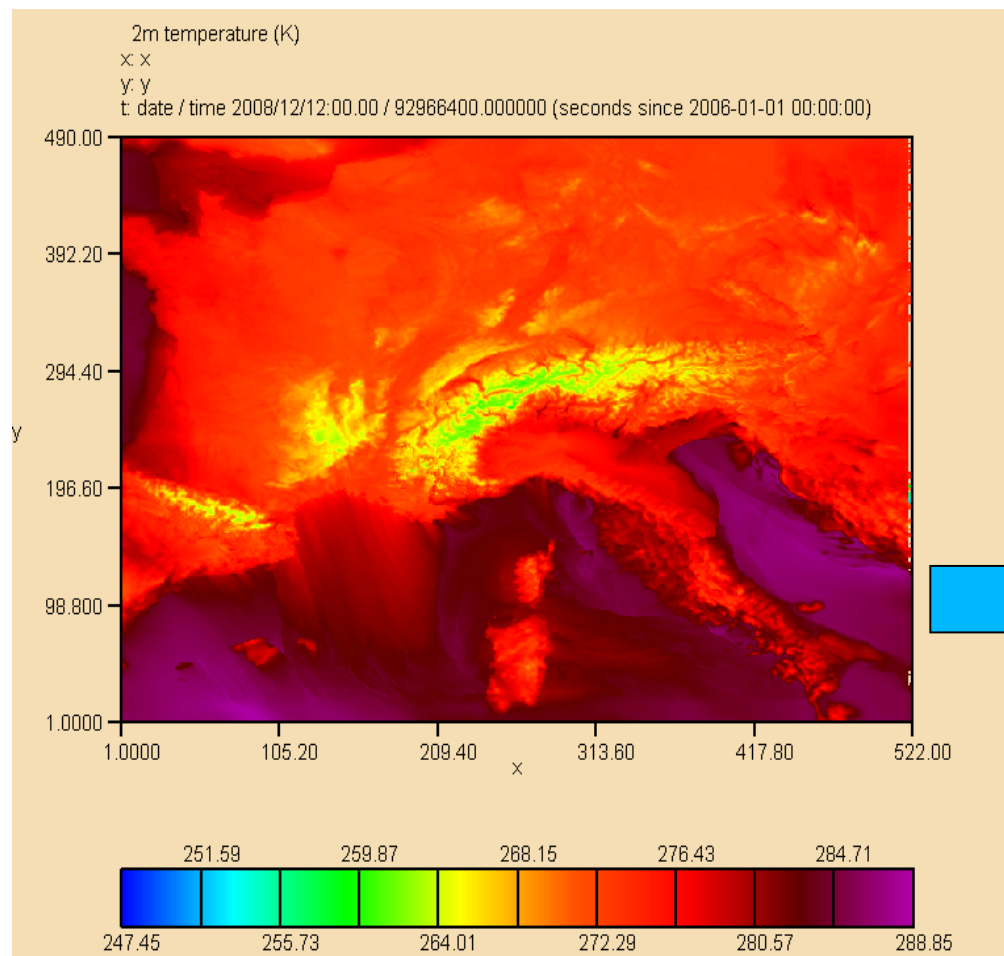 2m temperature (K)
x: x
y: y
t: date / time 2008/12/12:00.00 / 92966400.000000 (seconds since 2006-01-01 00:00:00)
490.00
392.20
294.40
y
196.60
98.800
1.0000
1.0000 105.20 209.40 313.60 417.80 522.00
x
251.59 259.87 268.15 276.43 284.71
247.45 255.73 264.01 272.29 280.57 288.85